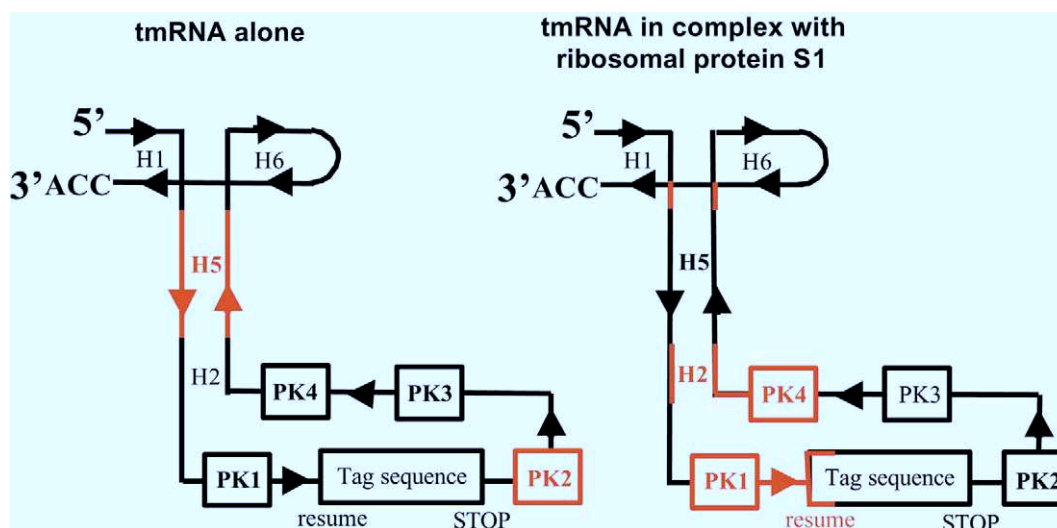 tmRNA alone
5’
H1
H6
3’ACC
H5
H2
PK4
PK3
PK1
Tag sequence
PK2
resume
STOP
tmRNA in complex with
ribosomal protein S1
5’
H1
H6
3’ACC
H5
H2
PK4
PK3
PK1
Tag sequence
PK2
resume
STOP